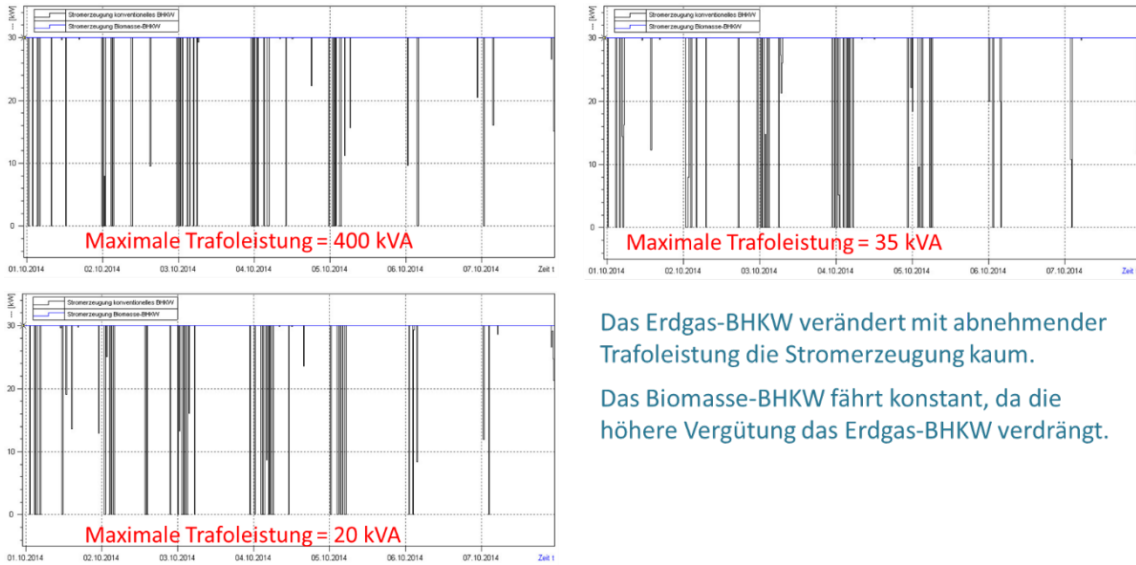 [kW]
Stromerzeugung konventionelles BHKW
Stromerzeugung Biomasse-BHKW
30
20
10
0
Maximale Trafoleistung = 400 kVA
01.10.2014 02.10.2014 03.10.2014 04.10.2014 05.10.2014 06.10.2014 07.10.2014 Zeit t
[kW]
Stromerzeugung konventionelles BHKW
Stromerzeugung Biomasse-BHKW
30
20
10
0
Maximale Trafoleistung = 35 kVA
01.10.2014 02.10.2014 03.10.2014 04.10.2014 05.10.2014 06.10.2014 07.10.2014 Zeit t
[kW]
Stromerzeugung konventionelles BHKW
Stromerzeugung Biomasse-BHKW
30
20
10
0
Maximale Trafoleistung = 20 kVA
01.10.2014 02.10.2014 03.10.2014 04.10.2014 05.10.2014 06.10.2014 07.10.2014 Zeit t
Das Erdgas-BHKW verändert mit abnehmender
Trafoleistung die Stromerzeugung kaum.
Das Biomasse-BHKW fährt konstant, da die
höhere Vergütung das Erdgas-BHKW verdrängt.